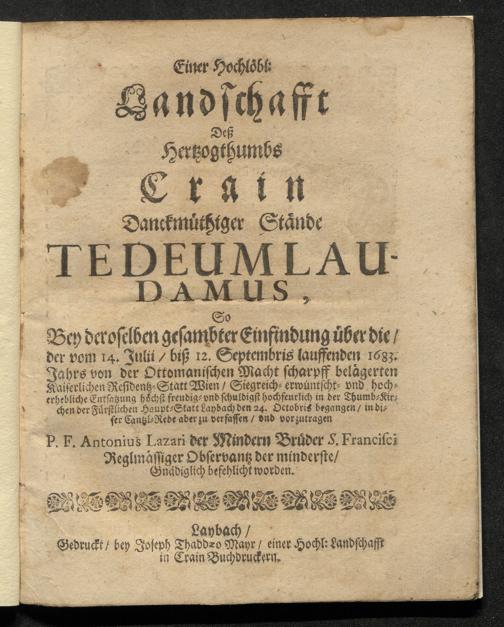 Einer Hochlöbl:
Landschafft
Deß
Hertzogthumbs
Crain
Danckmüthiger Stände
TEDEUMLAU-
DAMUS,
So
Bey deroselben gesambter Einfindung über die /
der vom 14. Julii / biß 12. Septembris lauffenden 1683.
Jahrs von der Ottomanischen Macht scharpff belägerten
Kaiserlichen Residentz-Statt Wien / Siegreich- erwüntscht- und hoch-
erhebliche Entsatzung höchst freudig- und schuldigst hochfeurlich in der Thumb-Kir-
chen der Fürstlichen Haupt-Statt Laybach den 24. Octobris begangen / in di-
ser Cantzl-Rede aber zu verfassen / und vorzutragen
P. F. Antonius Lazari der Mindern Brüder S. Francisci
Reglmässiger Observantz der minderste /
Gnädiglich befehlicht worden.
Laybach /
Gedruckt / bey Joseph Thaddæo Mayr / einer Hochl: Landschafft
in Crain Buchdruckern.